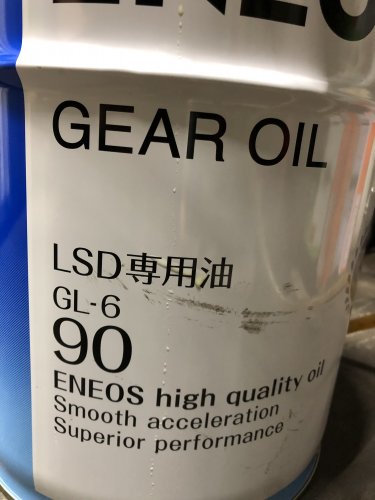 ENEO
GEAR OIL
LSD専用油
GL-6
90
ENEOS high quality oil
Smooth acceleration
Superior performance